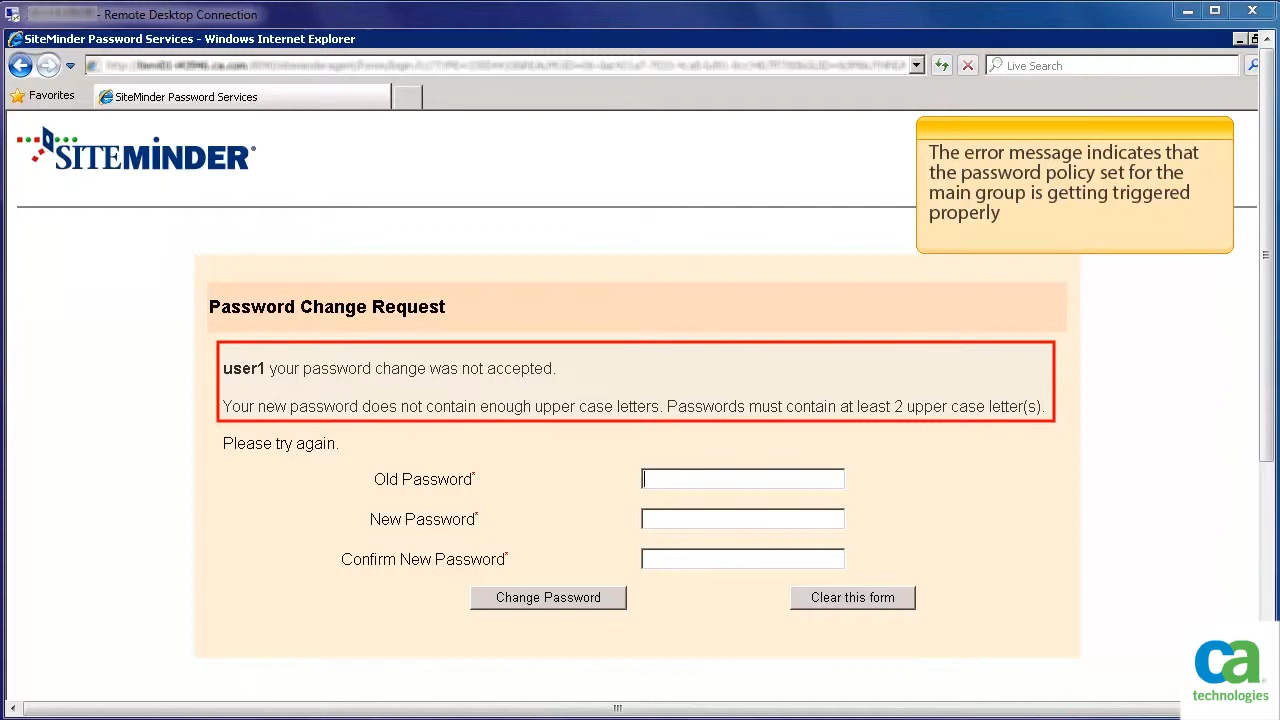 - Remote Desktop Connection
SiteMinder Password Services - Windows Internet Explorer
Live Search
Favorites
SiteMinder Password Services
SITEMINDER®
The error message indicates that
the password policy set for the
main group is getting triggered
properly
Password Change Request
user1 your password change was not accepted.
Your new password does not contain enough upper case letters. Passwords must contain at least 2 upper case letter(s).
Please try again.
Old Password*
New Password*
Confirm New Password*
Change Password
Clear this form
ca
technologies